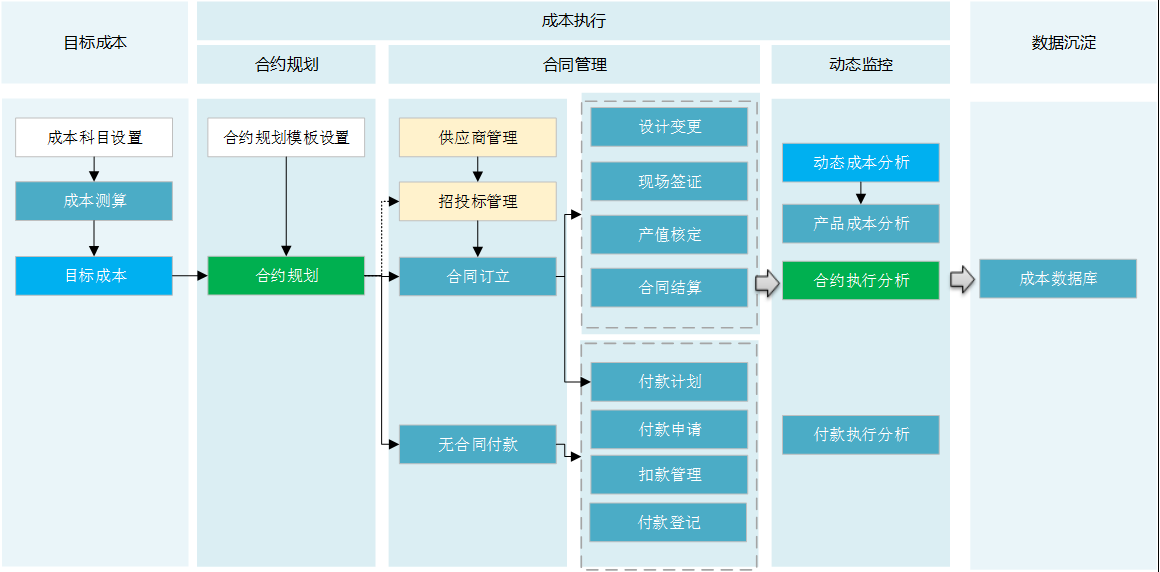 目标成本
成本执行
数据沉淀
合约规划
合同管理
动态监控
成本科目设置
成本测算
目标成本
合约规划模板设置
合约规划
供应商管理
招投标管理
合同订立
无合同付款
设计变更
现场签证
产值核定
合同结算
付款计划
付款申请
扣款管理
付款登记
动态成本分析
产品成本分析
合约执行分析
付款执行分析
成本数据库